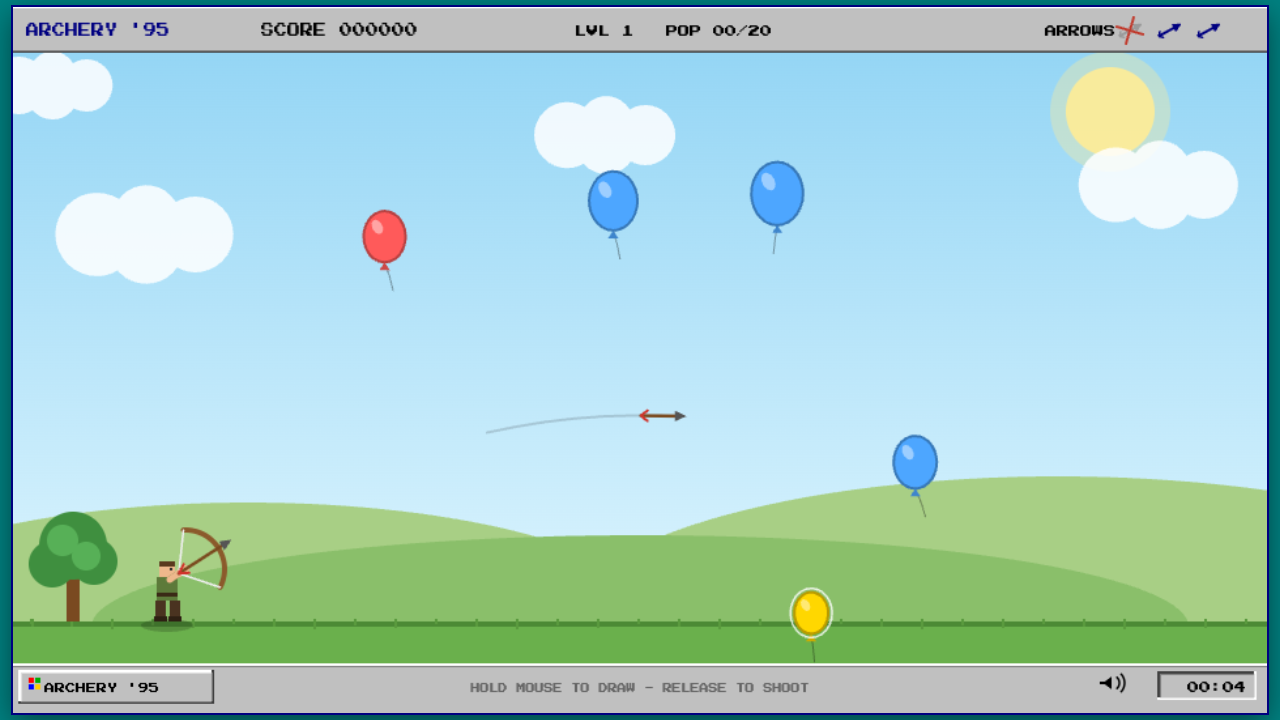 ARCHERY '95 SCORE 000000 LVL 1 POP 00/20 ARROWS
ARCHERY '95 HOLD MOUSE TO DRAW - RELEASE TO SHOOT 00:04